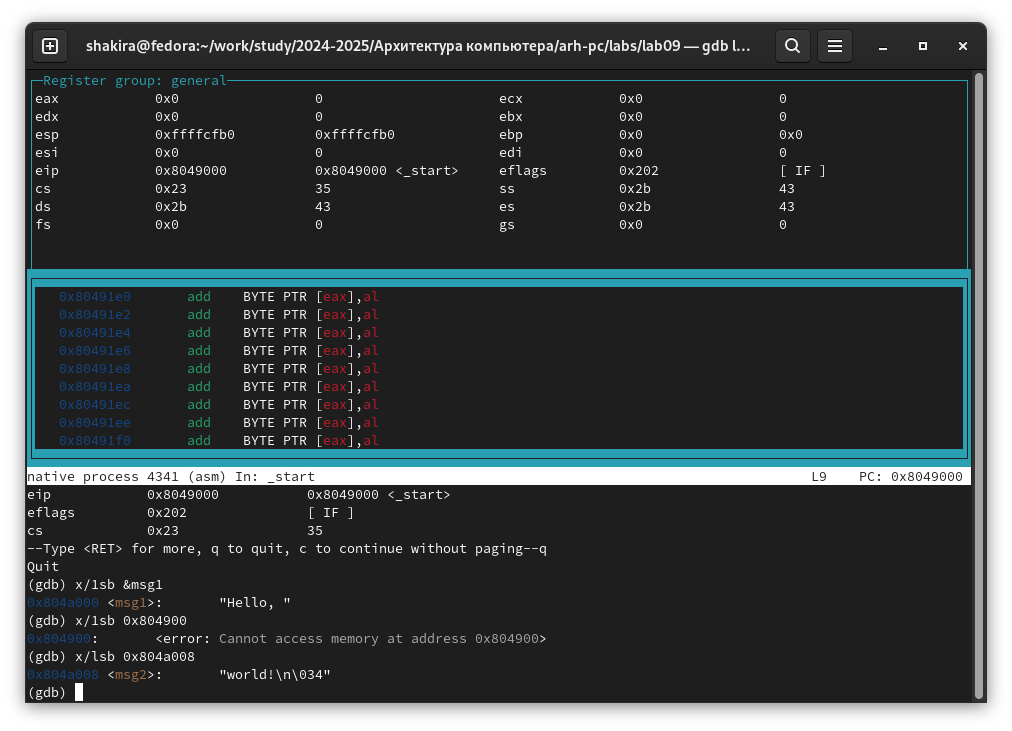 shakira@fedora:~/work/study/2024-2025/Архитектура компьютера/arh-pc/labs/lab09 — gdb l…
Register group: general
eax 0x0 0 ecx 0x0 0
edx 0x0 0 ebx 0x0 0
esp 0xffffcfb0 0xffffcfb0 ebp 0x0 0x0
esi 0x0 0 edi 0x0 0
eip 0x8049000 0x8049000 <_start> eflags 0x202 [ IF ]
cs 0x23 35 ss 0x2b 43
ds 0x2b 43 es 0x2b 43
fs 0x0 0 gs 0x0 0
0x80491e0 add BYTE PTR [eax],al
0x80491e2 add BYTE PTR [eax],al
0x80491e4 add BYTE PTR [eax],al
0x80491e6 add BYTE PTR [eax],al
0x80491e8 add BYTE PTR [eax],al
0x80491ea add BYTE PTR [eax],al
0x80491ec add BYTE PTR [eax],al
0x80491ee add BYTE PTR [eax],al
0x80491f0 add BYTE PTR [eax],al
native process 4341 (asm) In: _start L9 PC: 0x8049000
eip 0x8049000 0x8049000 <_start>
eflags 0x202 [ IF ]
cs 0x23 35
--Type <RET> for more, q to quit, c to continue without paging--q
Quit
(gdb) x/1sb &msg1
0x804a000 <msg1>: "Hello, "
(gdb) x/1sb 0x804900
0x804900: <error: Cannot access memory at address 0x804900>
(gdb) x/lsb 0x804a008
0x804a008 <msg2>: "world!\n\034"
(gdb)